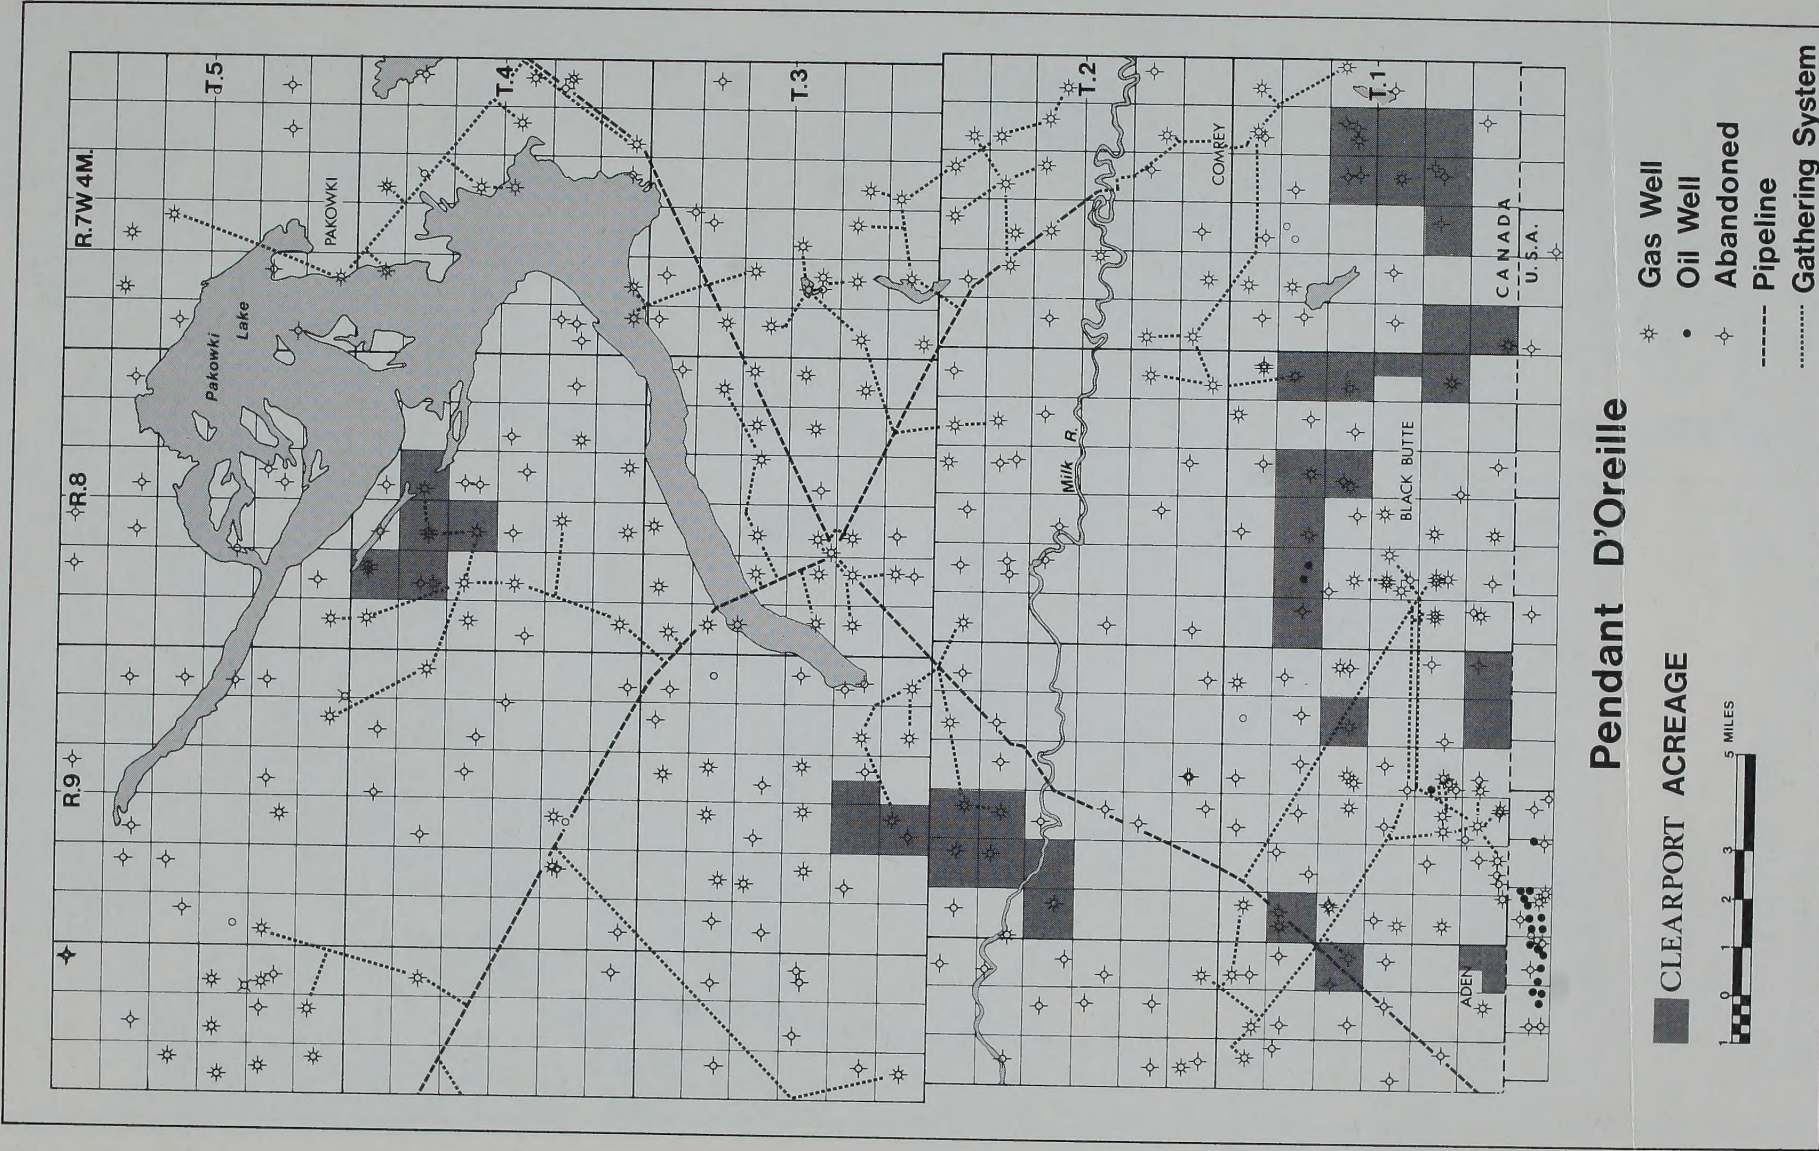 R.9
R.8
R.7W4M.
T.5
T.4
T.3
T.2
T.1
Pakowki
Lake
PAKOWKI
Milk R.
COMREY
BLACK BUTTE
ADEN
CANADA
U.S.A.
Pendant D'Oreille
CLEARPORT ACREAGE
1 0 1 2 3 5 MILES
Gas Well
Oil Well
Abandoned
Pipeline
Gathering System